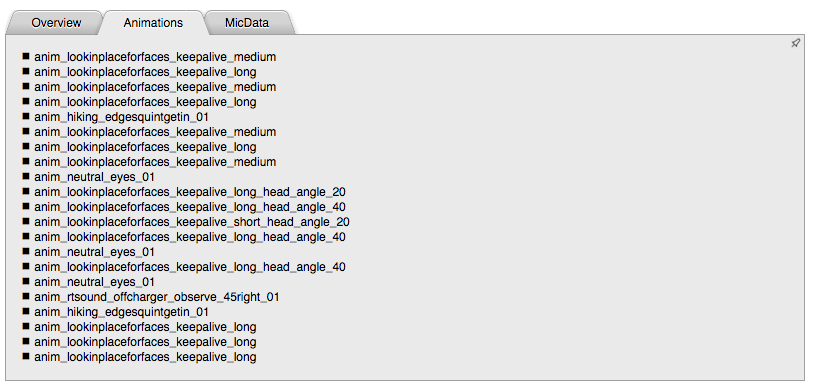 Overview Animations MicData
anim_lookinplaceforfaces_keepalive_medium
anim_lookinplaceforfaces_keepalive_long
anim_lookinplaceforfaces_keepalive_medium
anim_lookinplaceforfaces_keepalive_long
anim_hiking_edgesquintgetin_01
anim_lookinplaceforfaces_keepalive_medium
anim_lookinplaceforfaces_keepalive_long
anim_lookinplaceforfaces_keepalive_medium
anim_neutral_eyes_01
anim_lookinplaceforfaces_keepalive_long_head_angle_20
anim_lookinplaceforfaces_keepalive_long_head_angle_40
anim_lookinplaceforfaces_keepalive_short_head_angle_20
anim_lookinplaceforfaces_keepalive_long_head_angle_40
anim_neutral_eyes_01
anim_lookinplaceforfaces_keepalive_long_head_angle_40
anim_neutral_eyes_01
anim_rtsound_offcharger_observe_45right_01
anim_hiking_edgesquintgetin_01
anim_lookinplaceforfaces_keepalive_long
anim_lookinplaceforfaces_keepalive_long
anim_lookinplaceforfaces_keepalive_long